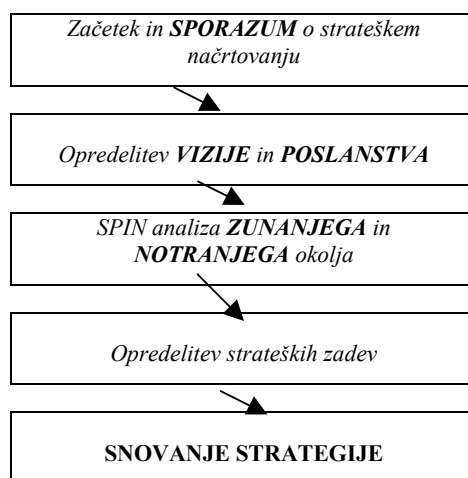 Začetek in SPORAZUM o strateškem
načrtovanju
Opredelitev VIZIJE in POSLANSTVA
SPIN analiza ZUNANJEGA in
NOTRANJEGA okolja
Opredelitev strateških zadev
SNOVANJE STRATEGIJE